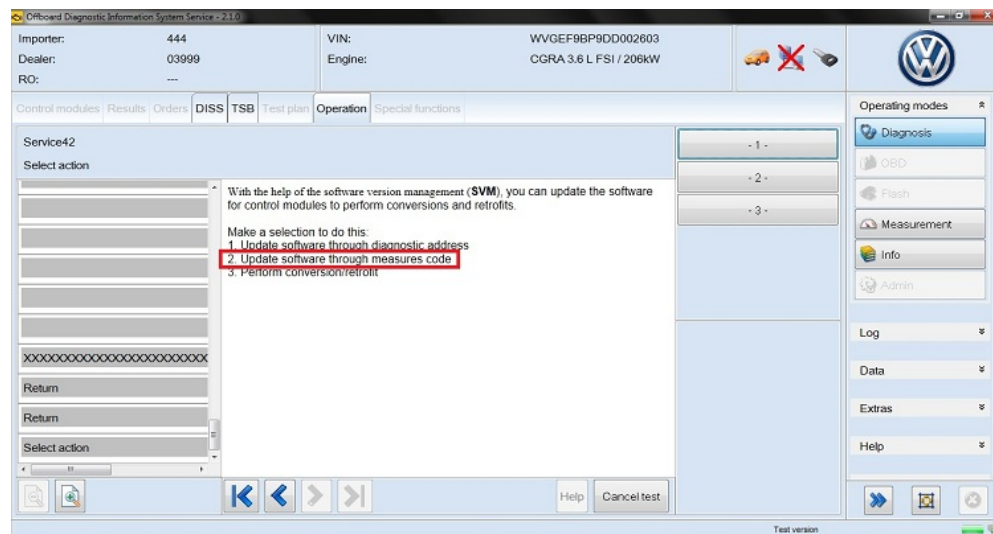 Offboard Diagnostic Information System Service - 2.1.0
Importer: 444 VIN: WVGEF9BP9DD002603
Dealer: 03999 Engine: CGRA 3.6 L FSI / 206kW
RO: ---
Control modules Results Orders DISS TSB Test plan Operation Special functions
Service42
Select action
With the help of the software version management (SVM), you can update the software
for control modules to perform conversions and retrofits.
Make a selection to do this:
1. Update software through diagnostic address
2. Update software through measures code
3. Perform conversion/retrofit
XXXXXXXXXXXXXXXXXXXXXXXX
Return
Return
Select action
- 1 -
- 2 -
- 3 -
Help
Cancel test
Operating modes
Diagnosis
OBD
Flash
Measurement
Info
Admin
Log
Data
Extras
Help
Test version